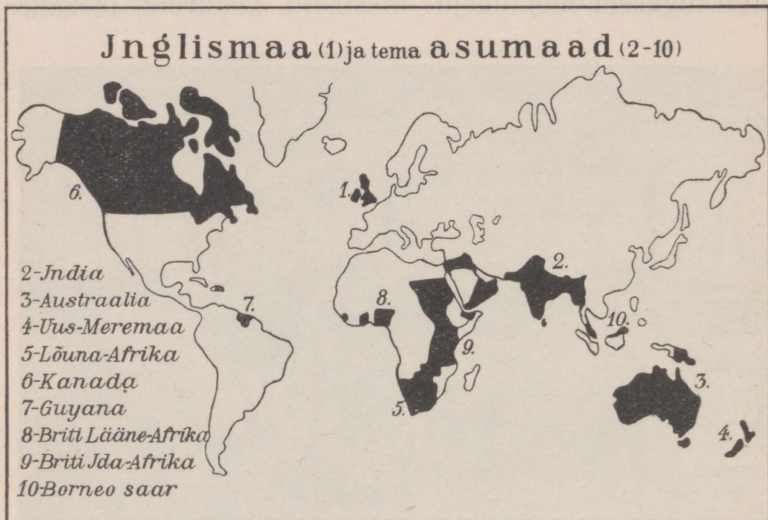 Jnglismaa (1) ja tema asumaad (2-10)
6.
1.
2.
8.
7.
10.
9.
3.
5.
4.
2-Jndia
3-Austraalia
4-Uus-Meremaa
5-Lõuna-Afrika
6-Kanada
7-Guyana
8-Briti Lääne-Afrika
9-Briti Jda-Afrika
10-Borneo saar